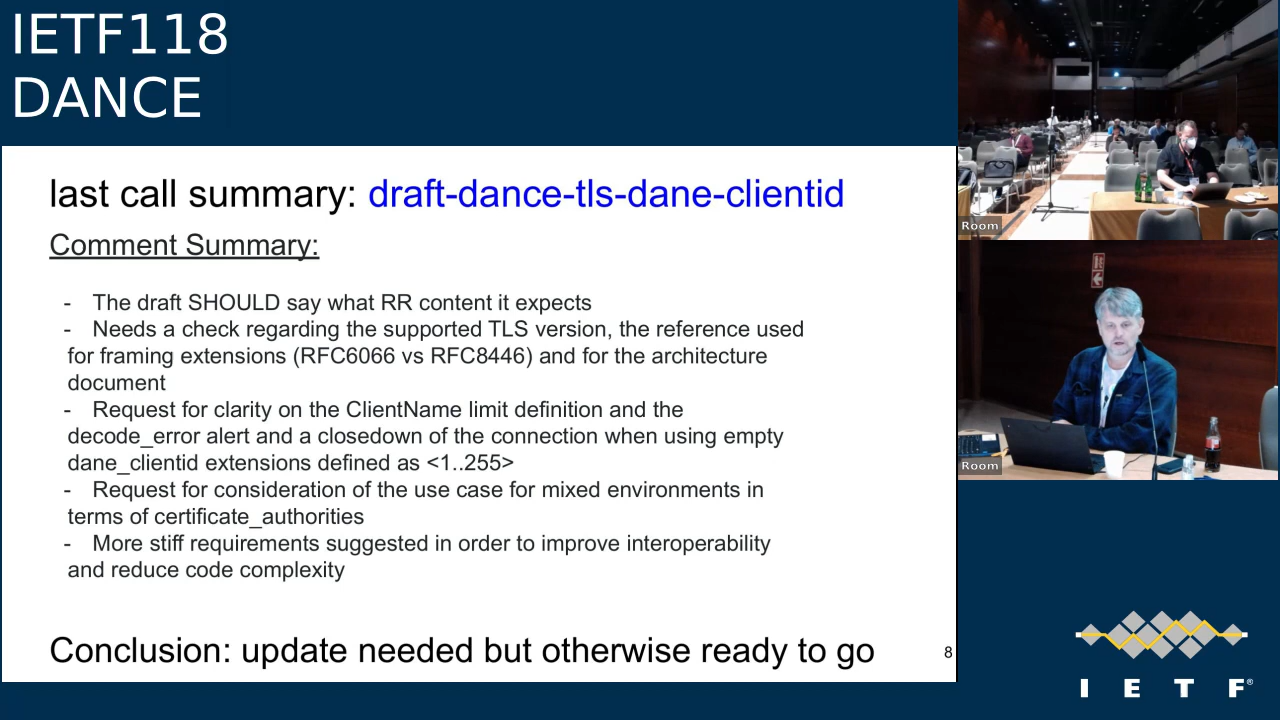 IETF118
DANCE
last call summary: draft-dance-tls-dane-clientid
Comment Summary:
- The draft SHOULD say what RR content it expects
- Needs a check regarding the supported TLS version, the reference used
for framing extensions (RFC6066 vs RFC8446) and for the architecture
document
- Request for clarity on the ClientName limit definition and the
decode_error alert and a closedown of the connection when using empty
dane_clientid extensions defined as <1..255>
- Request for consideration of the use case for mixed environments in
terms of certificate_authorities
- More stiff requirements suggested in order to improve interoperability
and reduce code complexity
Conclusion: update needed but otherwise ready to go
8
Room
Room
I E T F®